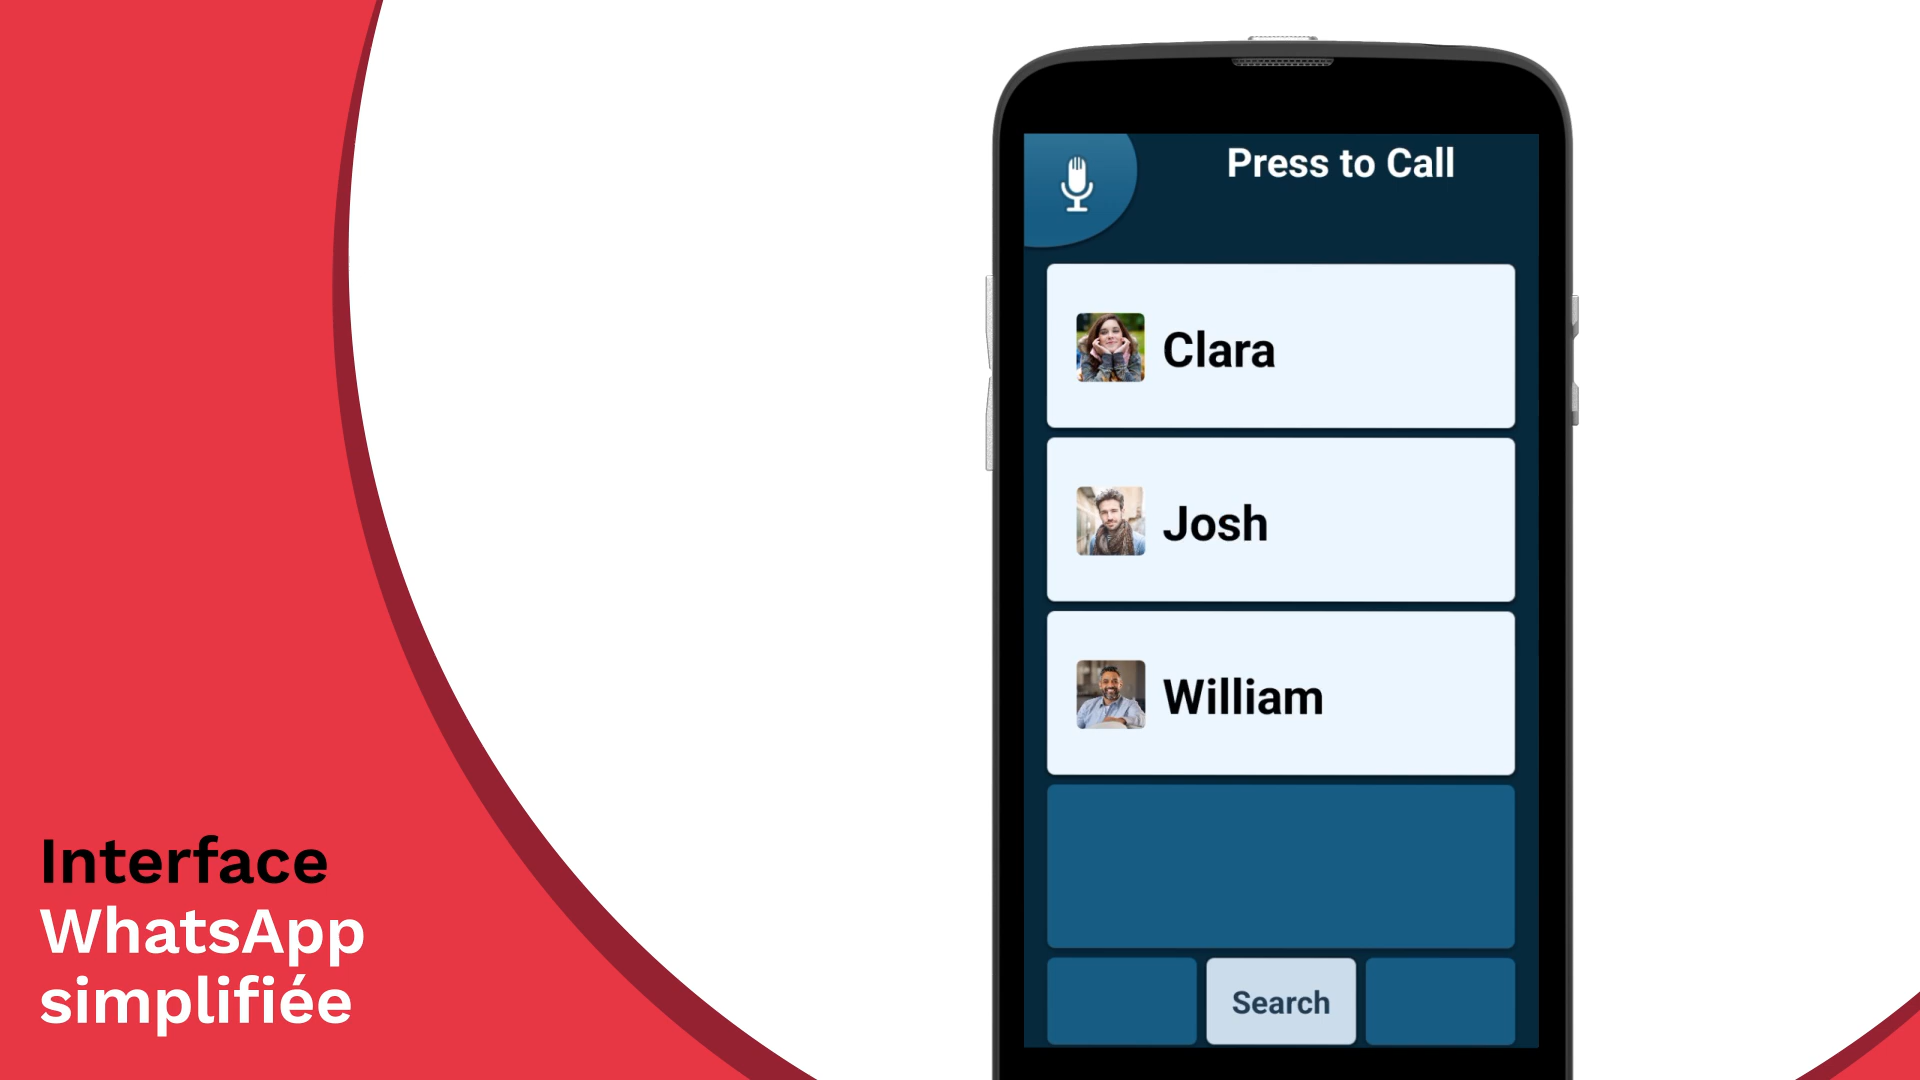 Press to Call
Clara
Josh
William
Search
Interface
WhatsApp
simplifiée